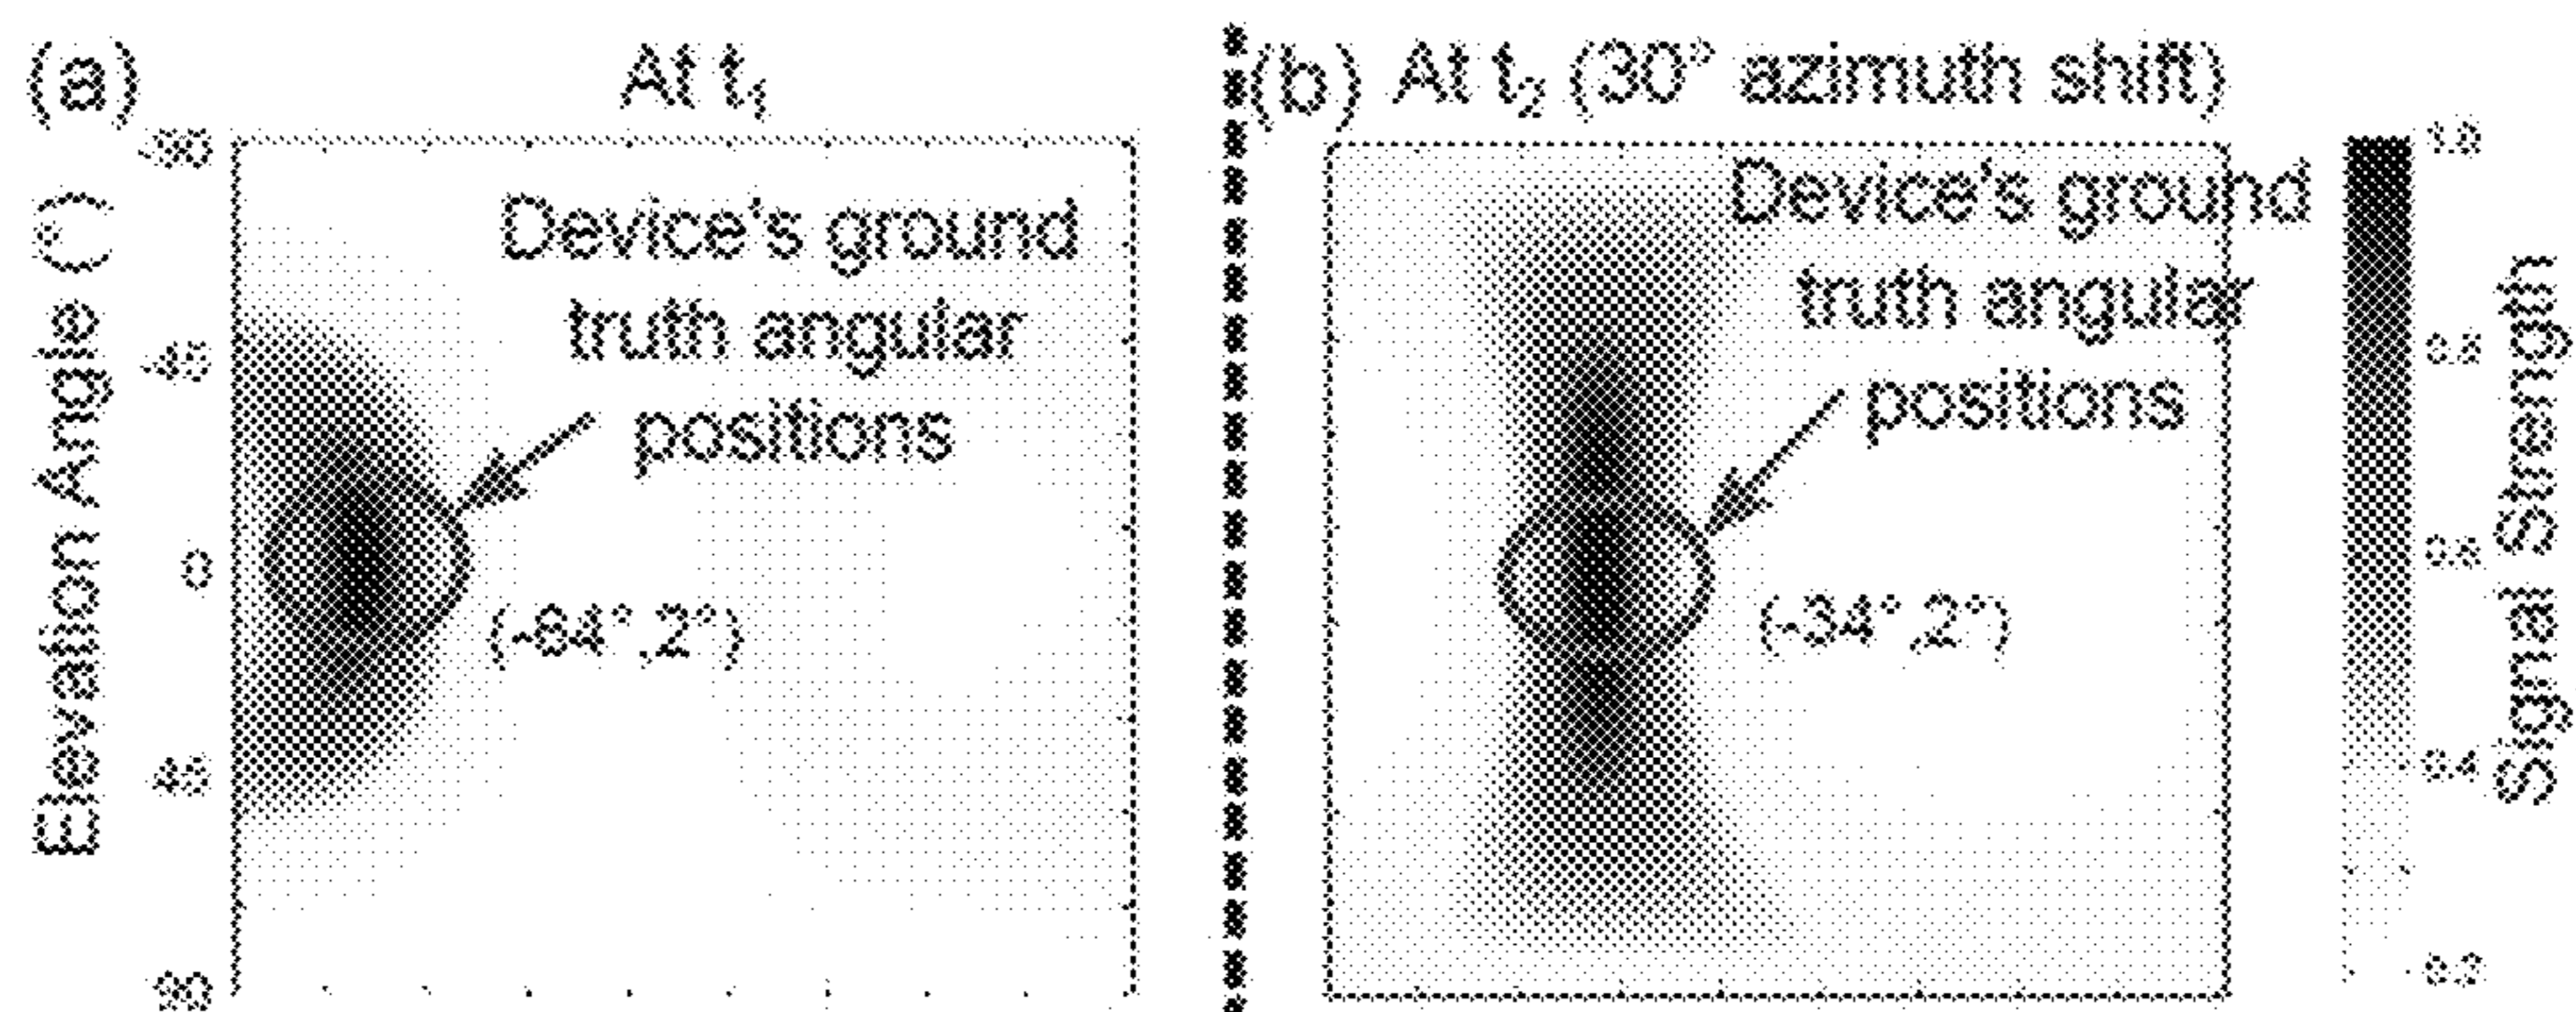 (a)
At t₁
Elevation Angle (°)
-90
-45
0
45
90
Device's ground
truth angular
positions
(-64°,2°)
(b) At t₂ (30° azimuth shift)
Device's ground
truth angular
positions
(-34°,2°)
1.0
0.8
0.6
0.4
0.2
Signal Strength